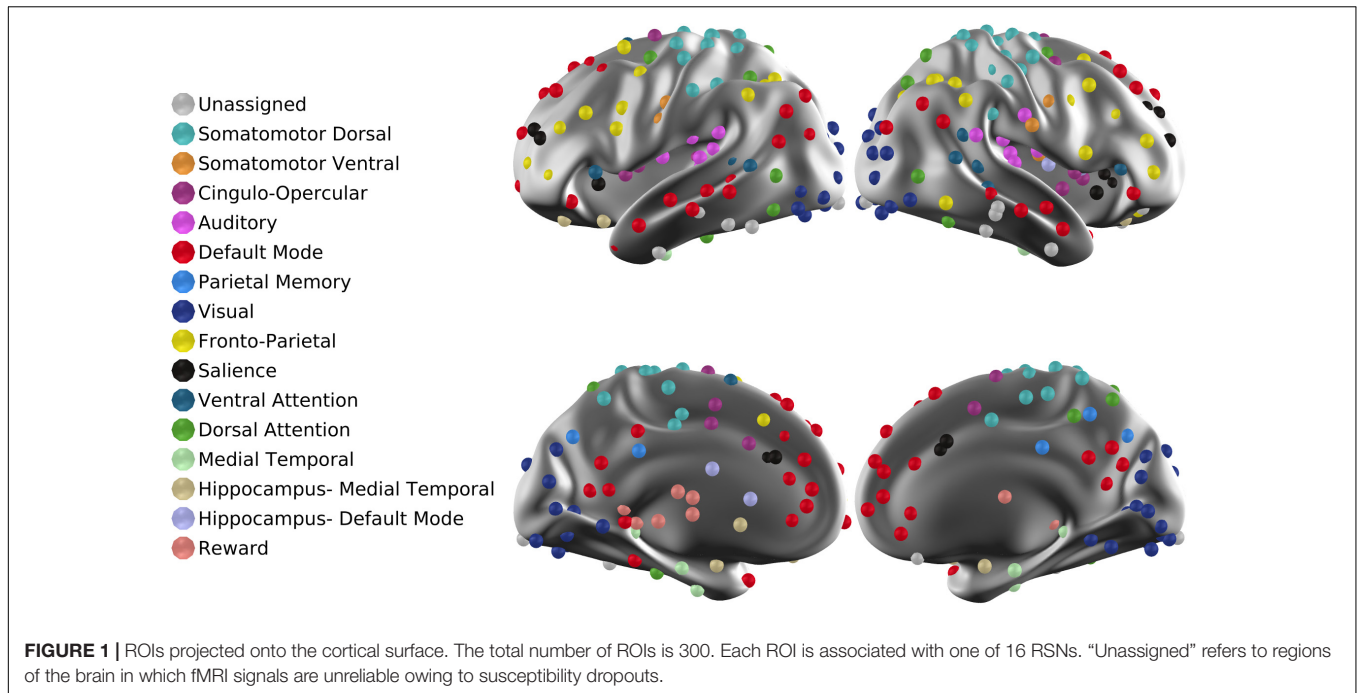 Unassigned
Somatomotor Dorsal
Somatomotor Ventral
Cingulo-Opercular
Auditory
Default Mode
Parietal Memory
Visual
Fronto-Parietal
Salience
Ventral Attention
Dorsal Attention
Medial Temporal
Hippocampus- Medial Temporal
Hippocampus- Default Mode
Reward
FIGURE 1 | ROIs projected onto the cortical surface. The total number of ROIs is 300. Each ROI is associated with one of 16 RSNs. “Unassigned” refers to regions
of the brain in which fMRI signals are unreliable owing to susceptibility dropouts.